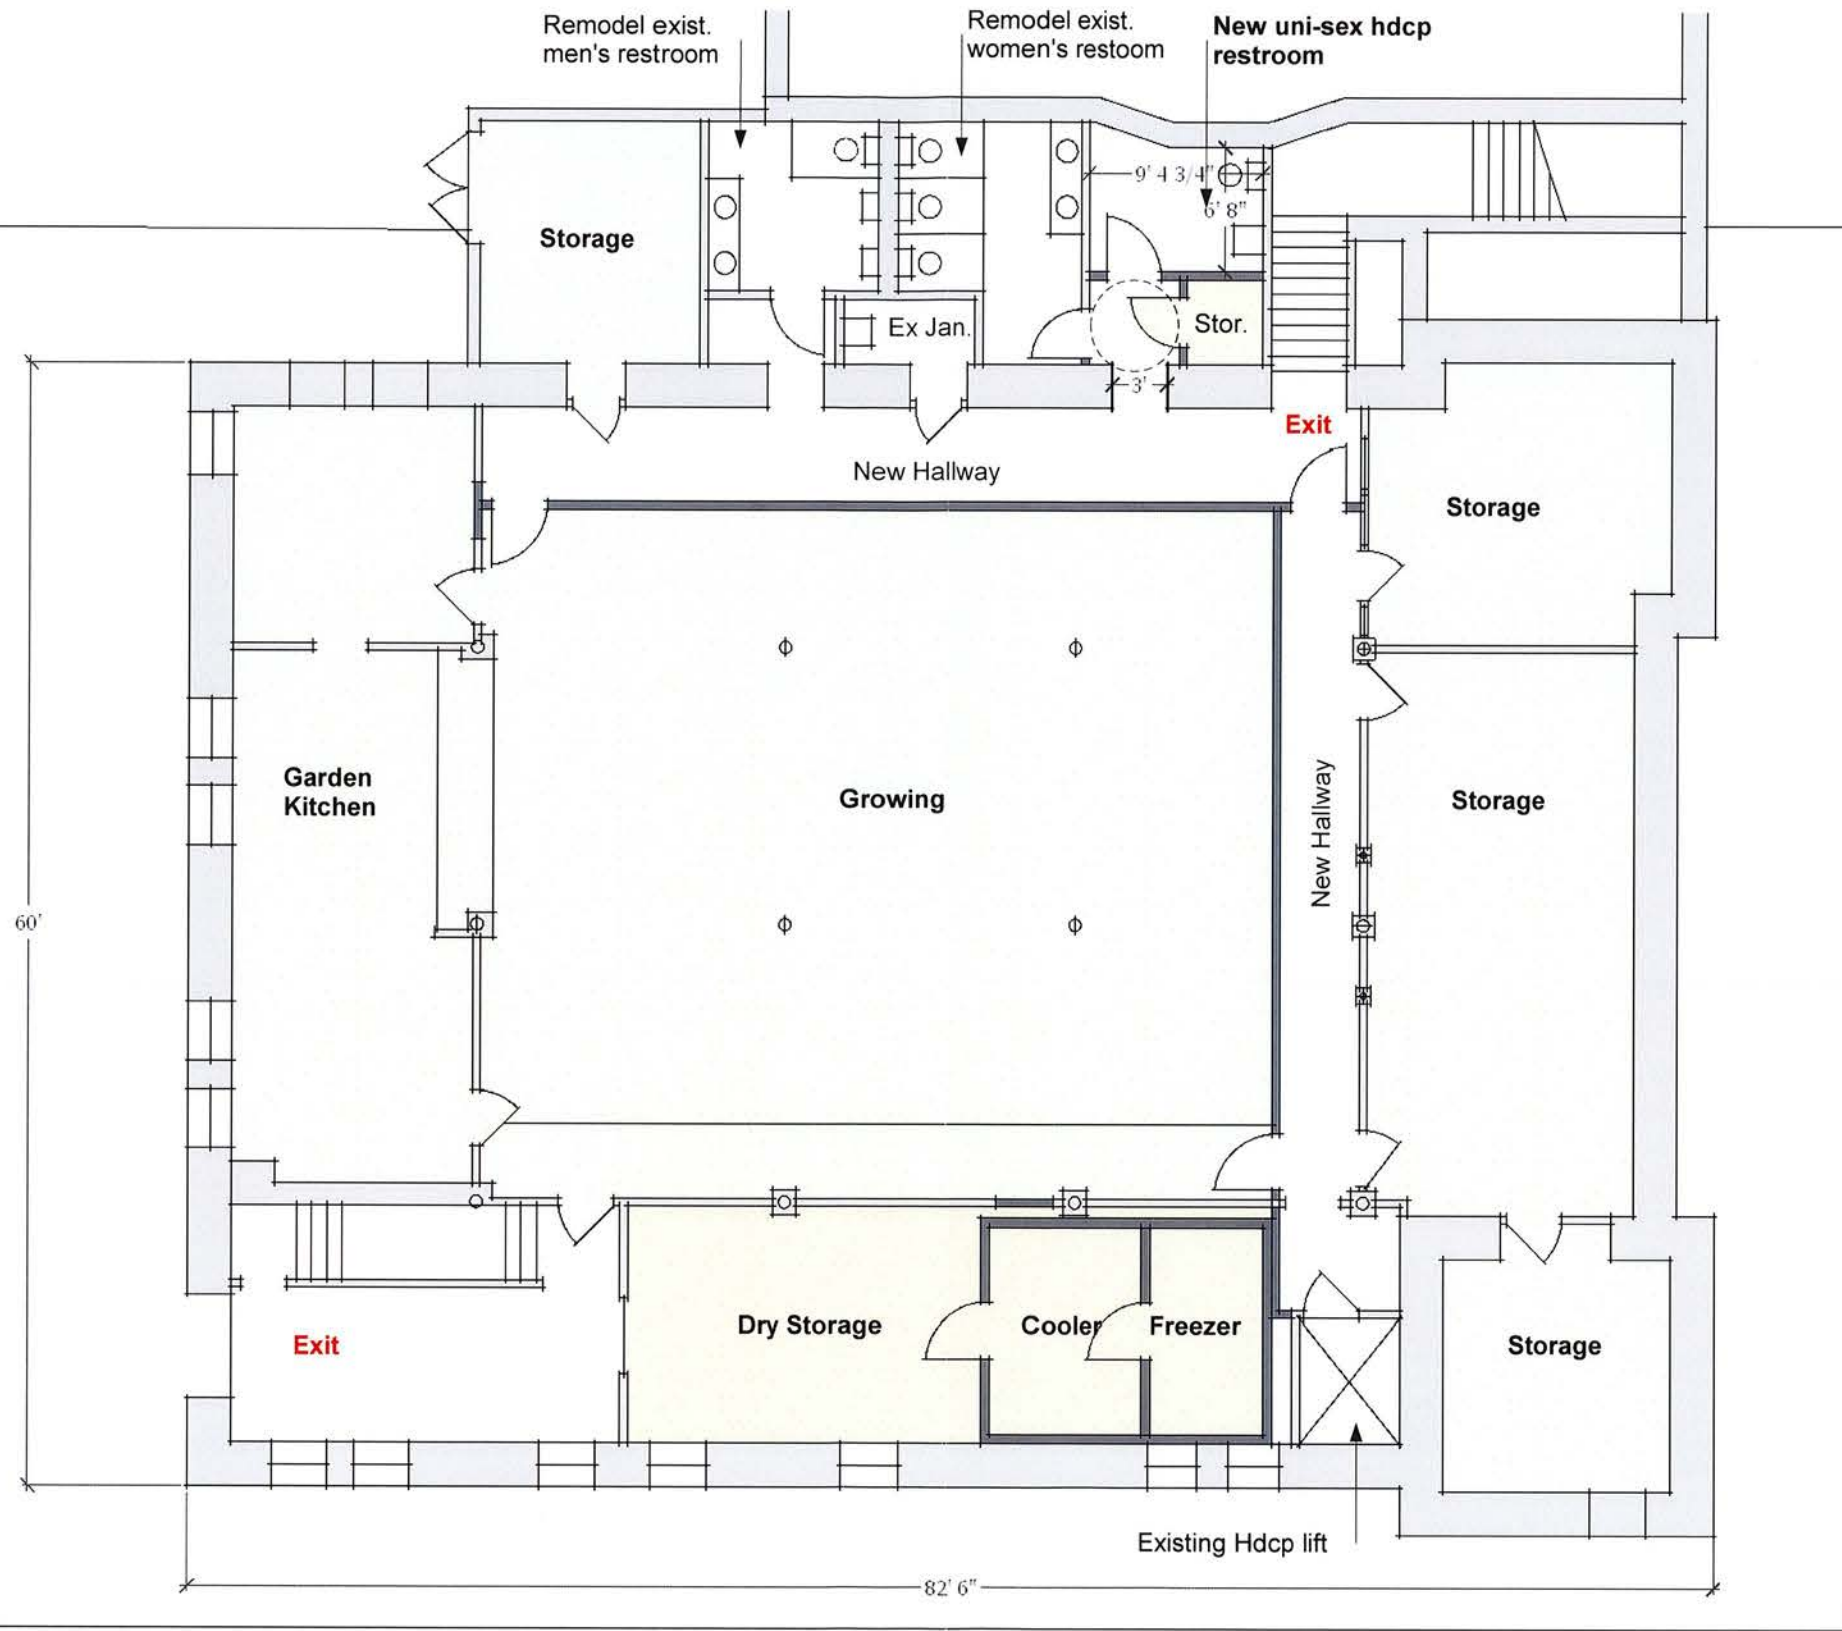 Remodel exist.
men's restroom
Remodel exist.
women's restoom
New uni-sex hdcp
restroom
9' 4 3/4"
6' 8"
Storage
Ex Jan.
Stor.
3'
Exit
New Hallway
Storage
Garden
Kitchen
Growing
New Hallway
Storage
60'
Dry Storage
Cooler
Freezer
Exit
Storage
Existing Hdcp lift
82' 6"